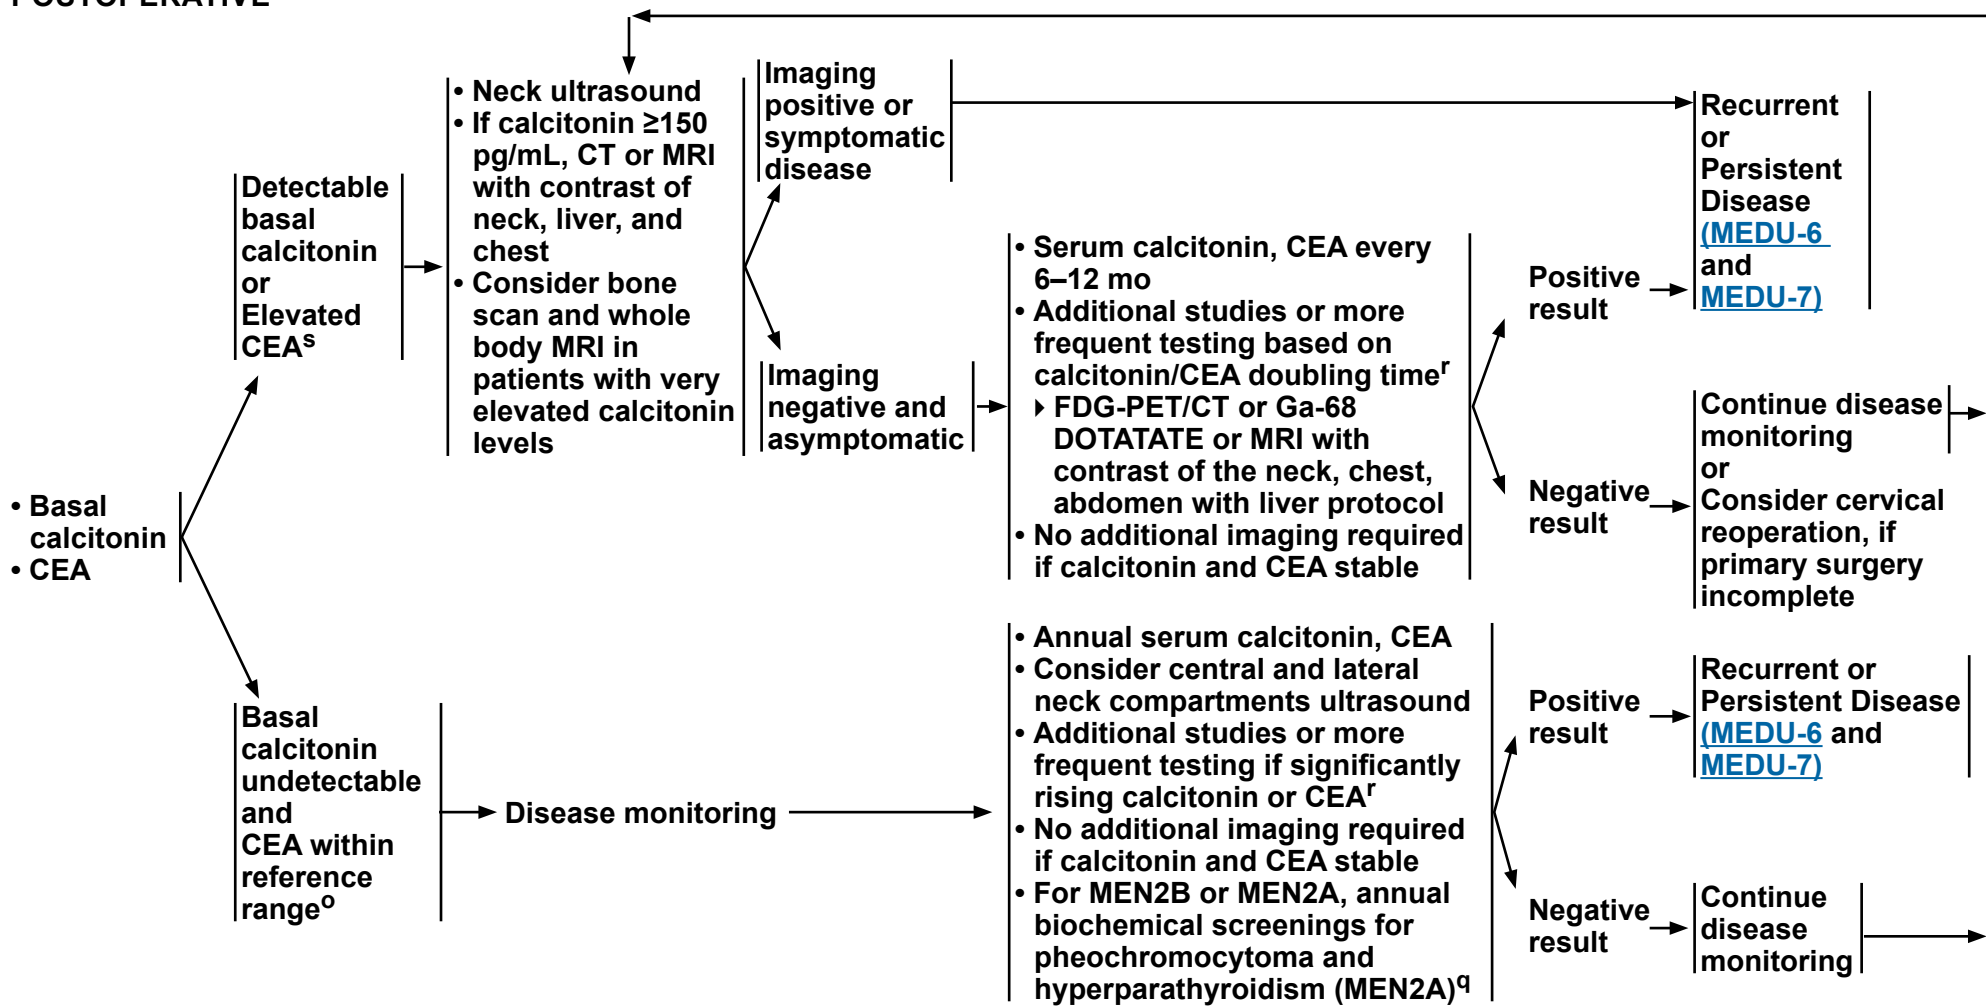 • Basal
calcitonin
• CEA
Detectable
basal
calcitonin
or
Elevated
CEAs
• Neck ultrasound
• If calcitonin ≥150
pg/mL, CT or MRI
with contrast of
neck, liver, and
chest
• Consider bone
scan and whole
body MRI in
patients with very
elevated calcitonin
levels
Imaging
positive or
symptomatic
disease
Recurrent
or
Persistent
Disease
(MEDU-6
and
MEDU-7)
Imaging
negative and
asymptomatic
• Serum calcitonin, CEA every
6–12 mo
• Additional studies or more
frequent testing based on
calcitonin/CEA doubling timer
▸ FDG-PET/CT or Ga-68
DOTATATE or MRI with
contrast of the neck, chest,
abdomen with liver protocol
• No additional imaging required
if calcitonin and CEA stable
Positive
result
Negative
result
Continue disease
monitoring
or
Consider cervical
reoperation, if
primary surgery
incomplete
Basal
calcitonin
undetectable
and
CEA within
reference
rangeo
Disease monitoring
• Annual serum calcitonin, CEA
• Consider central and lateral
neck compartments ultrasound
• Additional studies or more
frequent testing if significantly
rising calcitonin or CEAr
• No additional imaging required
if calcitonin and CEA stable
• For MEN2B or MEN2A, annual
biochemical screenings for
pheochromocytoma and
hyperparathyroidism (MEN2A)q
Positive
result
Recurrent or
Persistent Disease
(MEDU-6 and
MEDU-7)
Negative
result
Continue
disease
monitoring